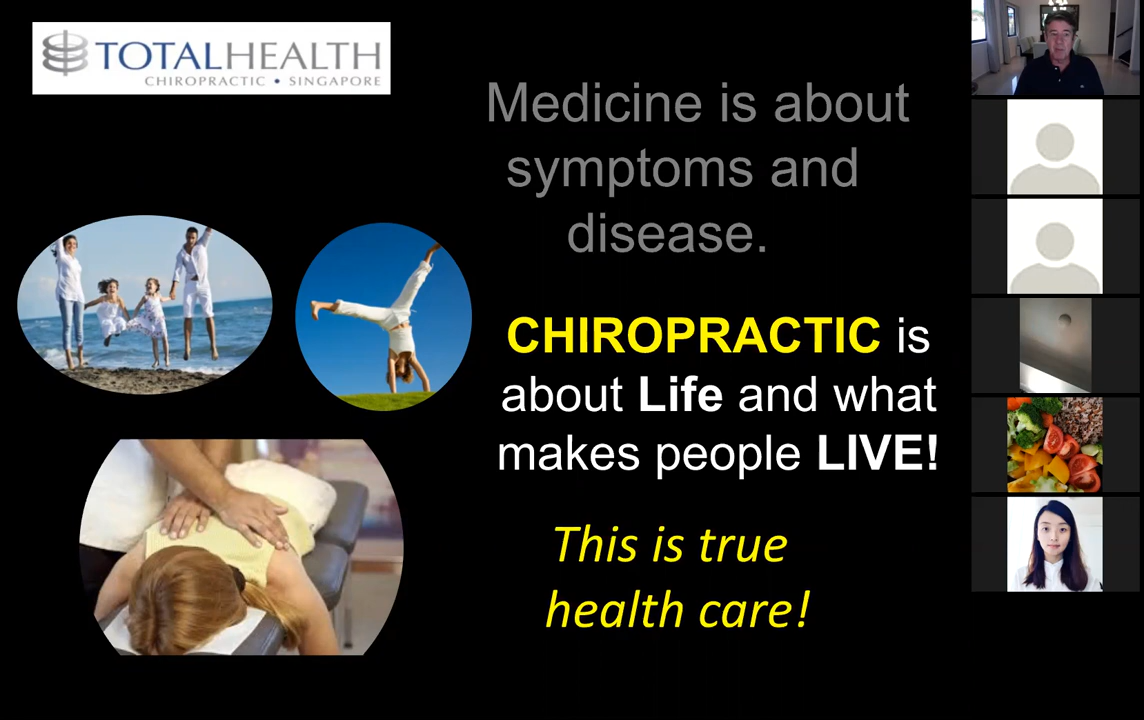 TOTALHEALTH
CHIROPRACTIC • SINGAPORE
Medicine is about
symptoms and
disease.
CHIROPRACTIC is
about Life and what
makes people LIVE!
This is true
health care!